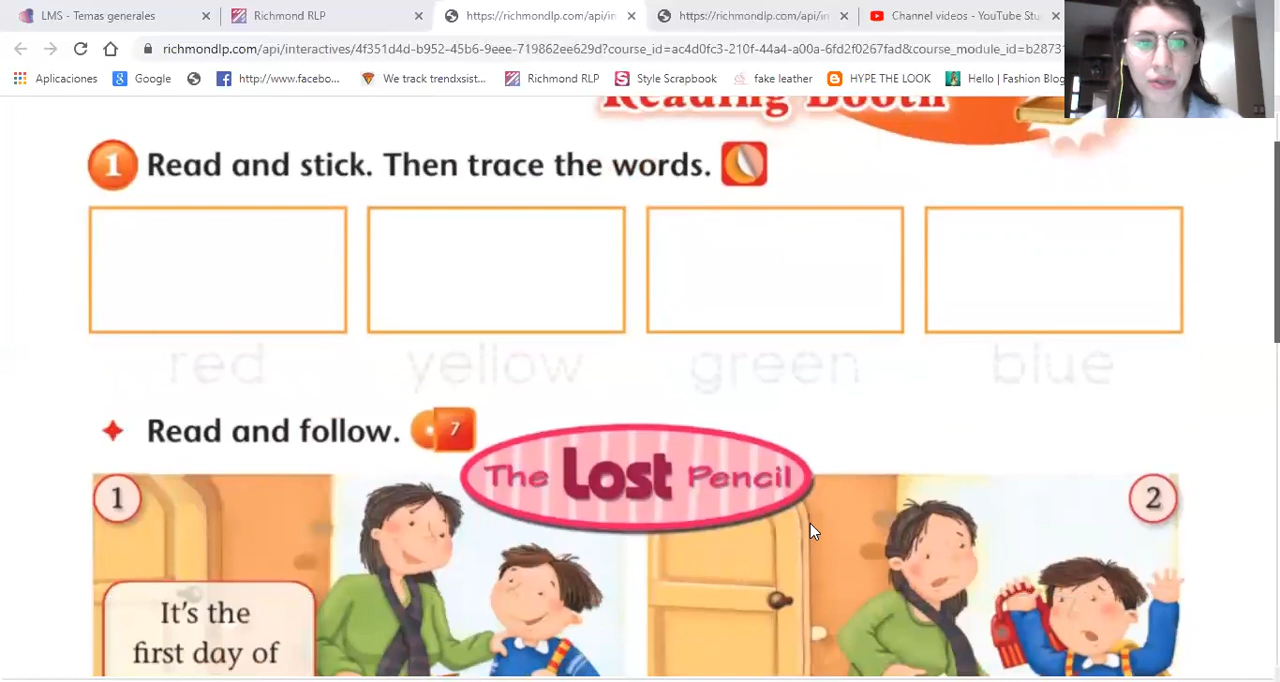 LMS - Temas generales
Richmond RLP
https://richmondlp.com/api/in
https://richmondlp.com/api/in
Channel videos - YouTube Stu
richmondlp.com/api/interactives/4f351d4d-b952-45b6-9eee-719862ee629d?course_id=ac4d0fc3-210f-44a4-a00a-6fd2f0267fad&course_module_id=b2873
Aplicaciones
Google
http://www.facebo...
We track trendxsist...
Richmond RLP
Style Scrapbook
fake leather
HYPE THE LOOK
Hello | Fashion Blog
Reading Booth
1 Read and stick. Then trace the words.
red yellow green blue
Read and follow. 7
The Lost Pencil
1
2
It's the
first day of